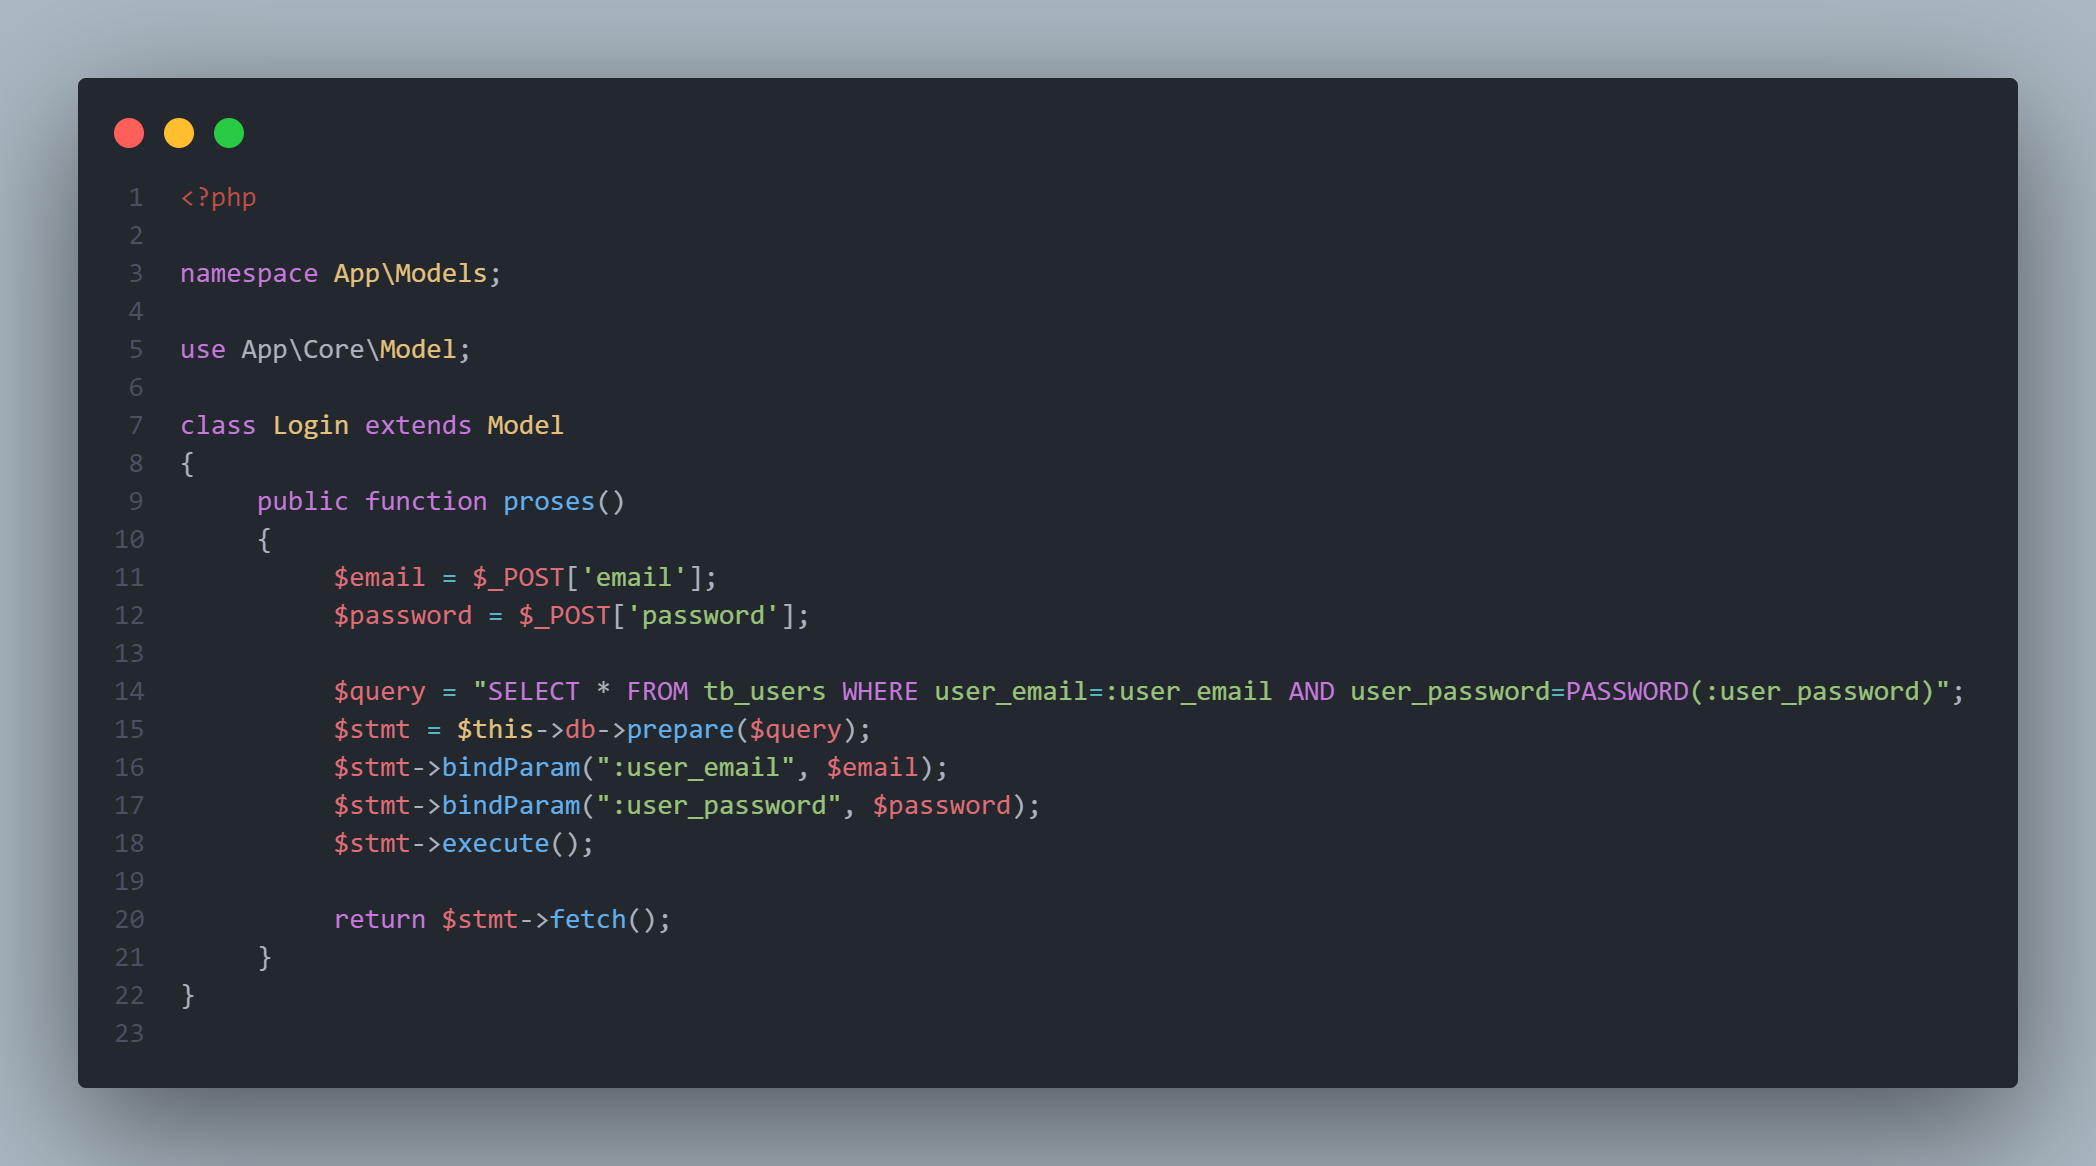 1 <?php
2
3 namespace App\Models;
4
5 use App\Core\Model;
6
7 class Login extends Model
8 {
9     public function proses()
10     {
11          $email = $_POST['email'];
12          $password = $_POST['password'];
13
14          $query = "SELECT * FROM tb_users WHERE user_email=:user_email AND user_password=PASSWORD(:user_password)";
15          $stmt = $this->db->prepare($query);
16          $stmt->bindParam(":user_email", $email);
17          $stmt->bindParam(":user_password", $password);
18          $stmt->execute();
19
20          return $stmt->fetch();
21     }
22 }
23